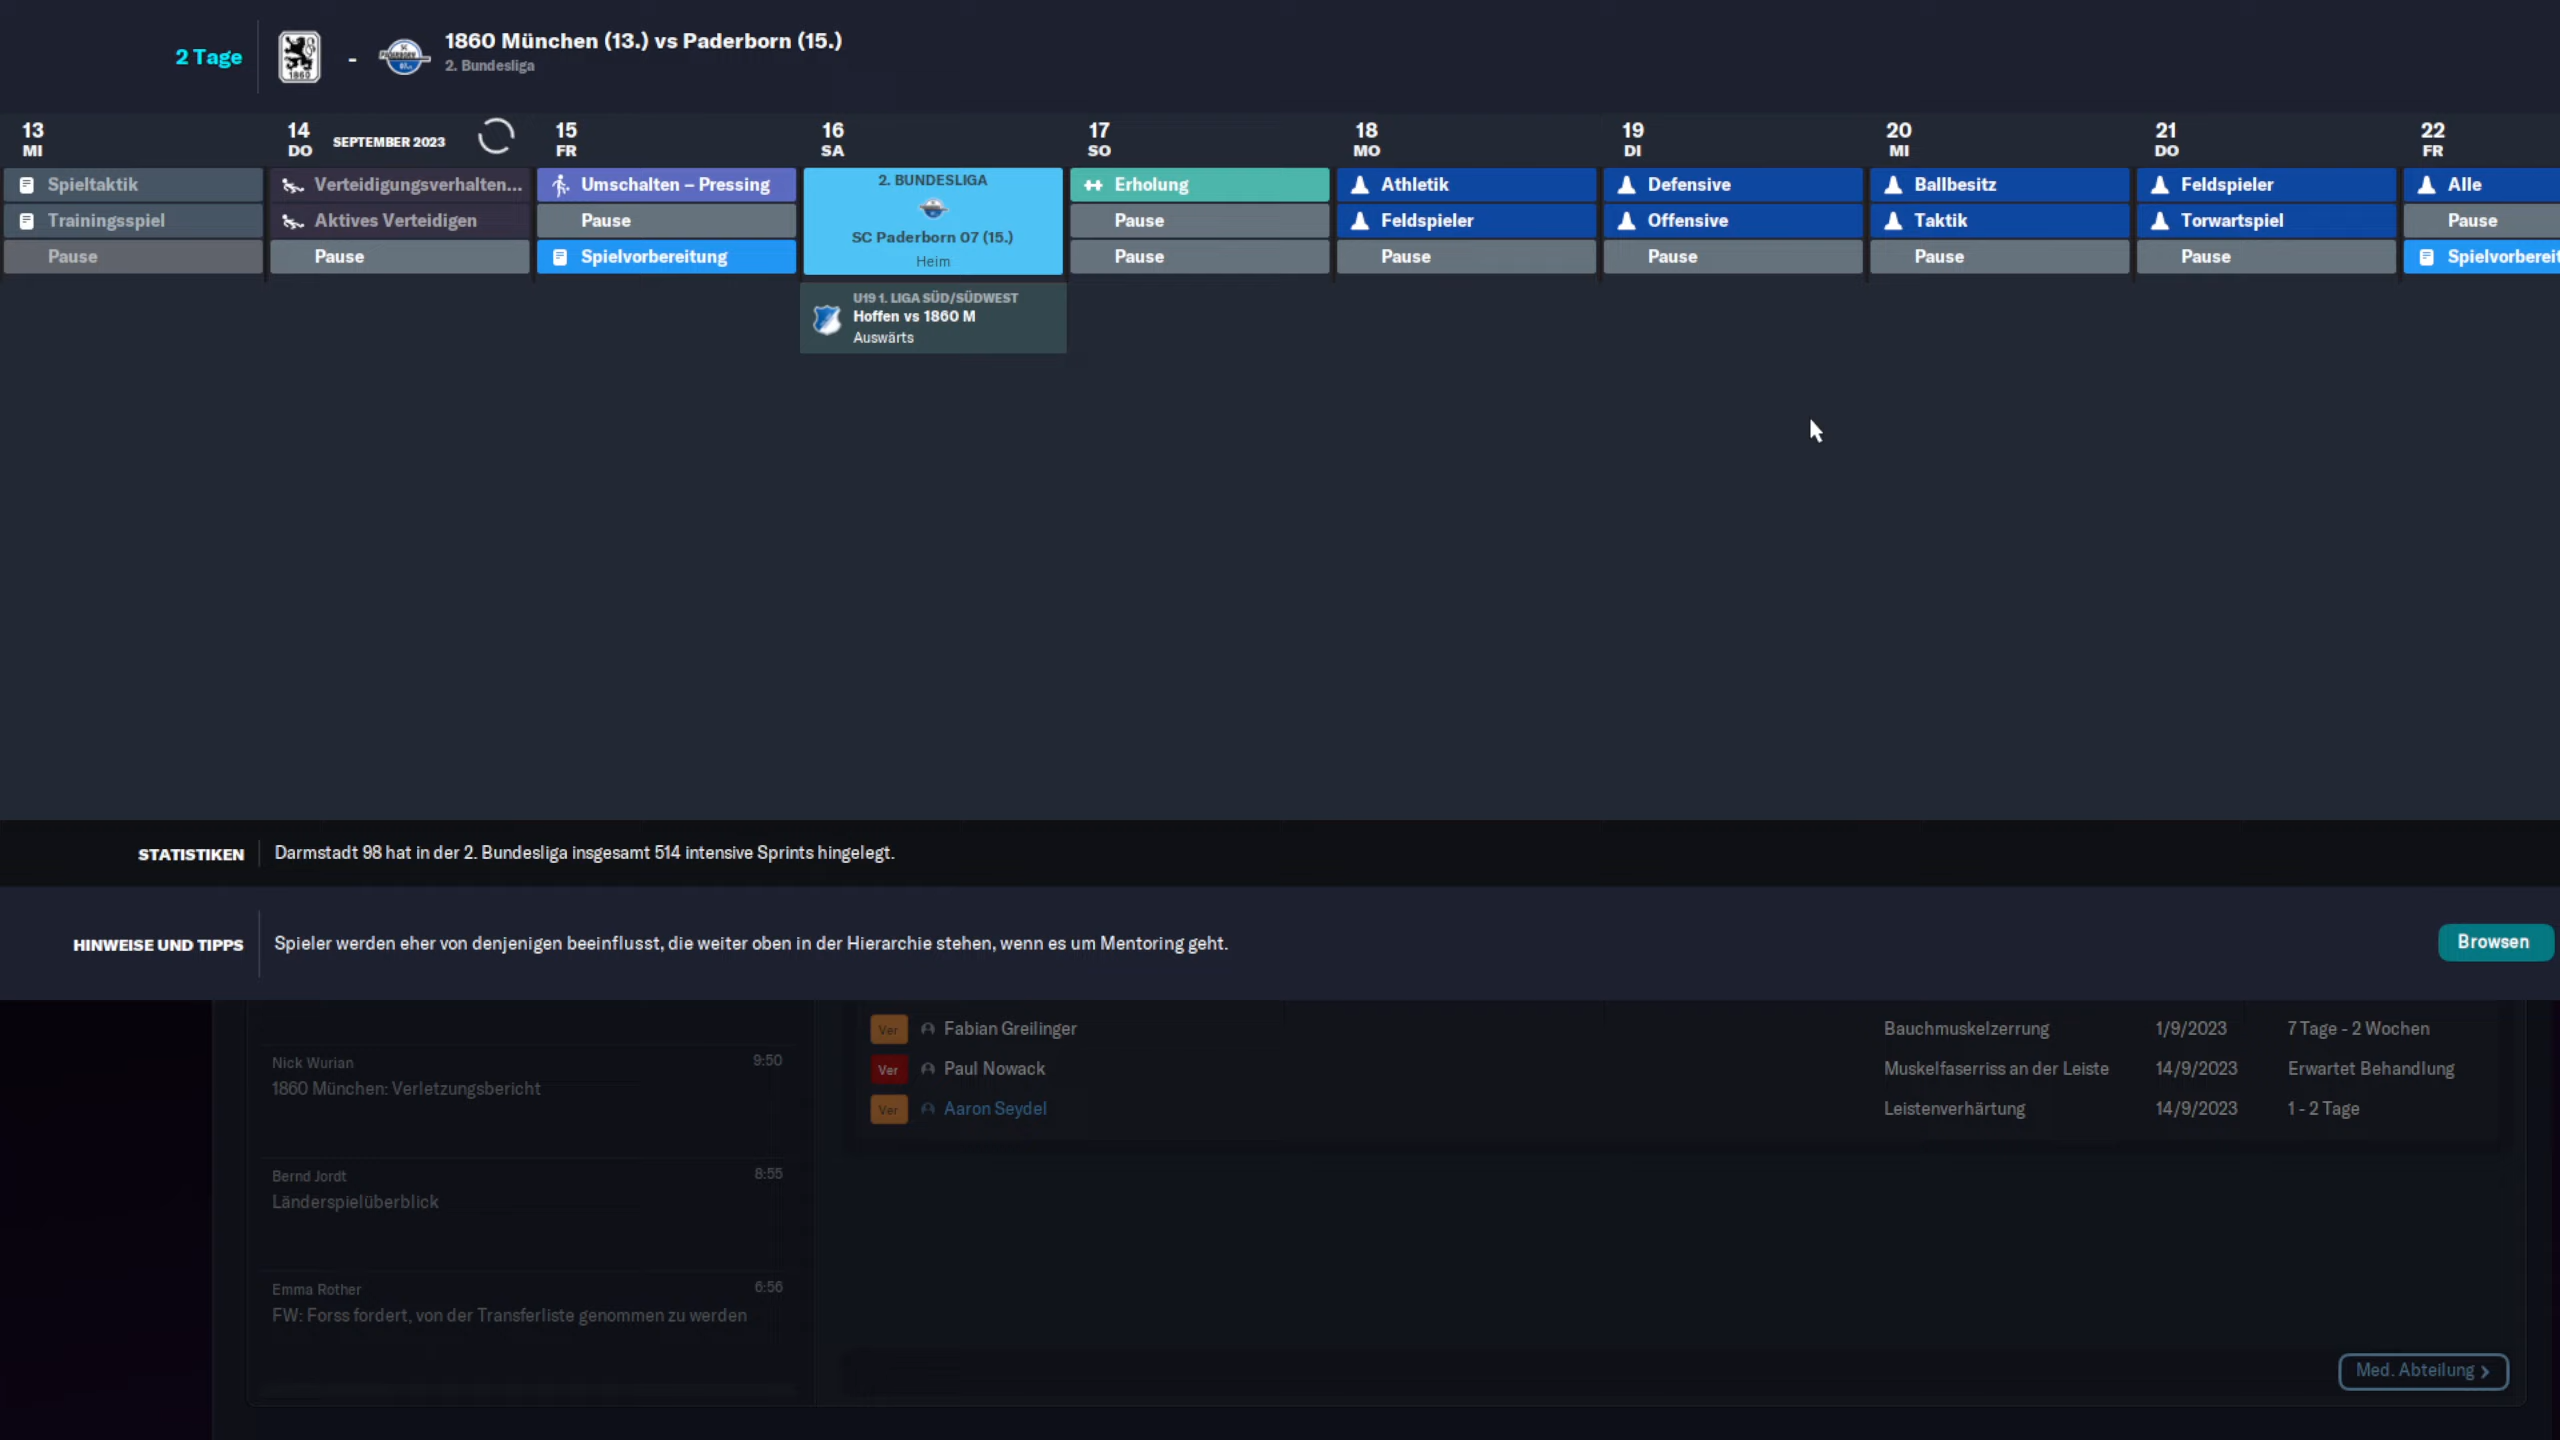 2 Tage
1860 München (13.) vs Paderborn (15.)
2. Bundesliga
13 MI
14 DO
SEPTEMBER 2023
15 FR
16 SA
17 SO
18 MO
19 DI
20 MI
21 DO
22 FR
Spieltaktik
Trainingsspiel
Pause
Verteidigungsverhalten...
Aktives Verteidigen
Pause
Umschalten – Pressing
Pause
Spielvorbereitung
2. BUNDESLIGA
SC Paderborn 07 (15.)
Heim
U19 1. LIGA SÜD/SÜDWEST
Hoffen vs 1860 M
Auswärts
Erholung
Pause
Pause
Athletik
Feldspieler
Pause
Defensive
Offensive
Pause
Ballbesitz
Taktik
Pause
Feldspieler
Torwartspiel
Pause
Alle
Pause
Spielvorbereit
STATISTIKEN
Darmstadt 98 hat in der 2. Bundesliga insgesamt 514 intensive Sprints hingelegt.
HINWEISE UND TIPPS
Spieler werden eher von denjenigen beeinflusst, die weiter oben in der Hierarchie stehen, wenn es um Mentoring geht.
Browsen
Nick Wurian 9:50
1860 München: Verletzungsbericht
Bernd Jordt 8:55
Länderspielüberblick
Emma Rother 6:56
FW: Forss fordert, von der Transferliste genommen zu werden
Ver Fabian Greilinger Bauchmuskelzerrung 1/9/2023 7 Tage - 2 Wochen
Ver Paul Nowack Muskelfaserriss an der Leiste 14/9/2023 Erwartet Behandlung
Ver Aaron Seydel Leistenverhärtung 14/9/2023 1 - 2 Tage
Med. Abteilung